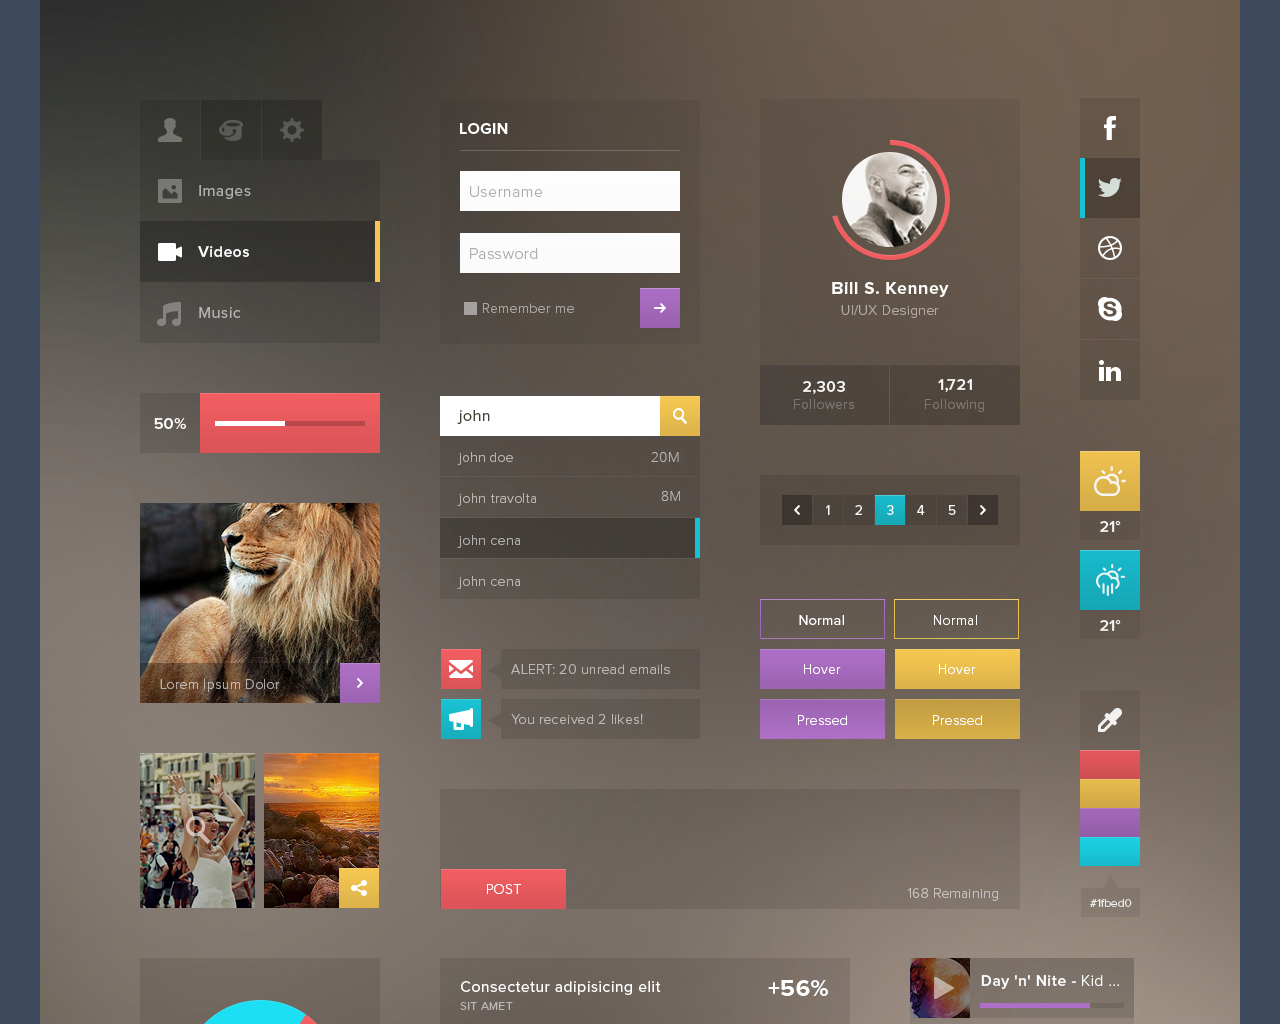 Images
Videos
Music
50%
Lorem Ipsum Dolor
LOGIN
Username
Password
Remember me
john
john doe 20M
john travolta 8M
john cena
john cena
ALERT: 20 unread emails
You received 2 likes!
POST
168 Remaining
Consectetur adipisicing elit
SIT AMET
+56%
Bill S. Kenney
UI/UX Designer
2,303
Followers
1,721
Following
1 2 3 4 5
Normal Normal
Hover Hover
Pressed Pressed
21°
21°
#1fbed0
Day 'n' Nite - Kid ...